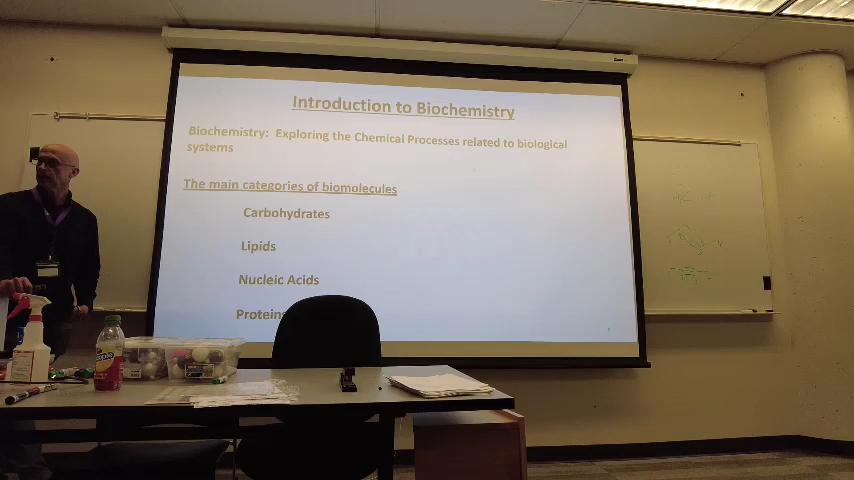 Introduction to Biochemistry
Biochemistry: Exploring the Chemical Processes related to biological
systems
The main categories of biomolecules
Carbohydrates
Lipids
Nucleic Acids
Proteins